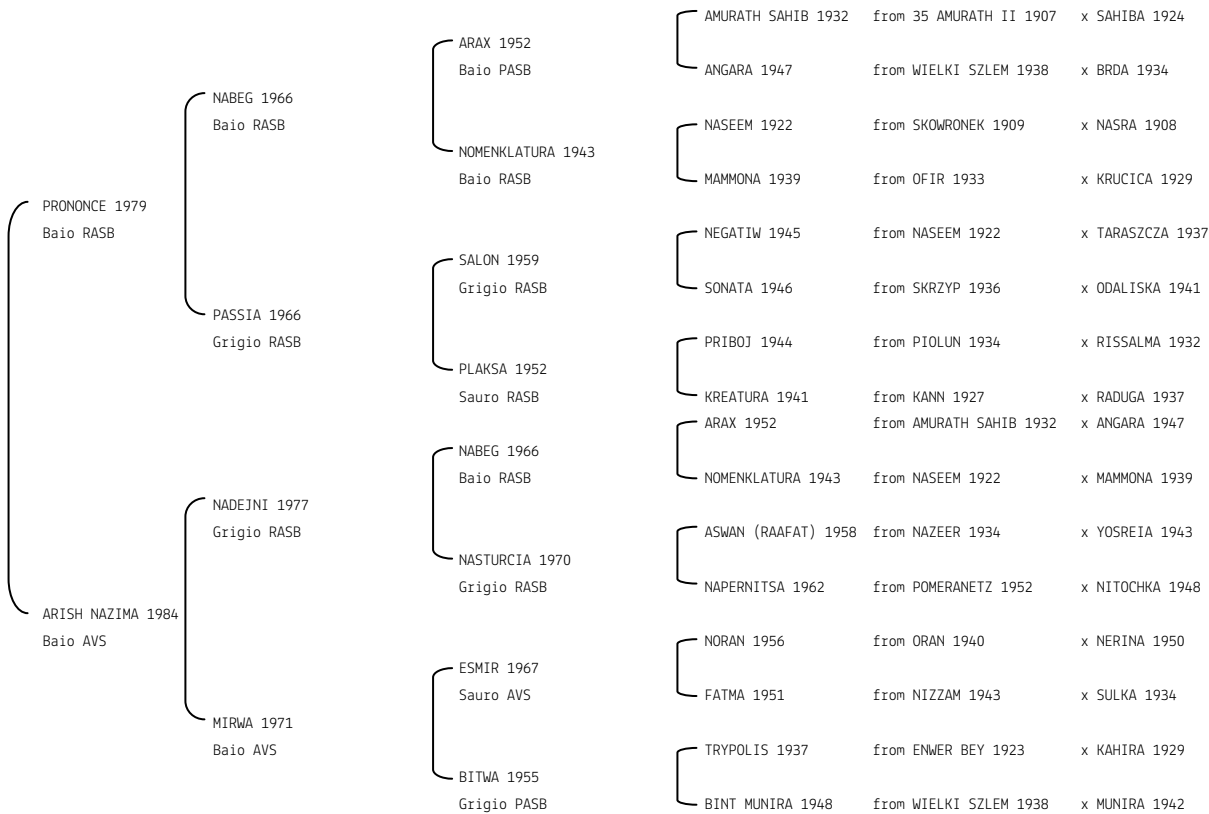 AMURATH SAHIB 1932 from 35 AMURATH II 1907 x SAHIBA 1924
ARAX 1952
Baio PASB
ANGARA 1947 from WIELKI SZLEM 1938 x BRDA 1934
NABEG 1966
Baio RASB
NASEEM 1922 from SKOWRONEK 1909 x NASRA 1908
NOMENKLATURA 1943
Baio RASB
MAMMONA 1939 from OFIR 1933 x KRUCICA 1929
PRONONCE 1979
Baio RASB
NEGATIW 1945 from NASEEM 1922 x TARASZCZA 1937
SALON 1959
Grigio RASB
SONATA 1946 from SKRZYP 1936 x ODALISKA 1941
PASSIA 1966
Grigio RASB
PRIBOJ 1944 from PIOLUN 1934 x RISSALMA 1932
PLAKSA 1952
Sauro RASB
KREATURA 1941 from KANN 1927 x RADUGA 1937
ARAX 1952 from AMURATH SAHIB 1932 x ANGARA 1947
NABEG 1966
Baio RASB
NOMENKLATURA 1943 from NASEEM 1922 x MAMMONA 1939
NADEJNI 1977
Grigio RASB
ASWAN (RAAFAT) 1958 from NAZEER 1934 x YOSREIA 1943
NASTURCIA 1970
Grigio RASB
NAPERNITSA 1962 from POMERANETZ 1952 x NITOCHKA 1948
ARISH NAZIMA 1984
Baio AVS
NORAN 1956 from ORAN 1940 x NERINA 1950
ESMIR 1967
Sauro AVS
FATMA 1951 from NIZZAM 1943 x SULKA 1934
MIRWA 1971
Baio AVS
TRYPOLIS 1937 from ENWER BEY 1923 x KAHIRA 1929
BITWA 1955
Grigio PASB
BINT MUNIRA 1948 from WIELKI SZLEM 1938 x MUNIRA 1942